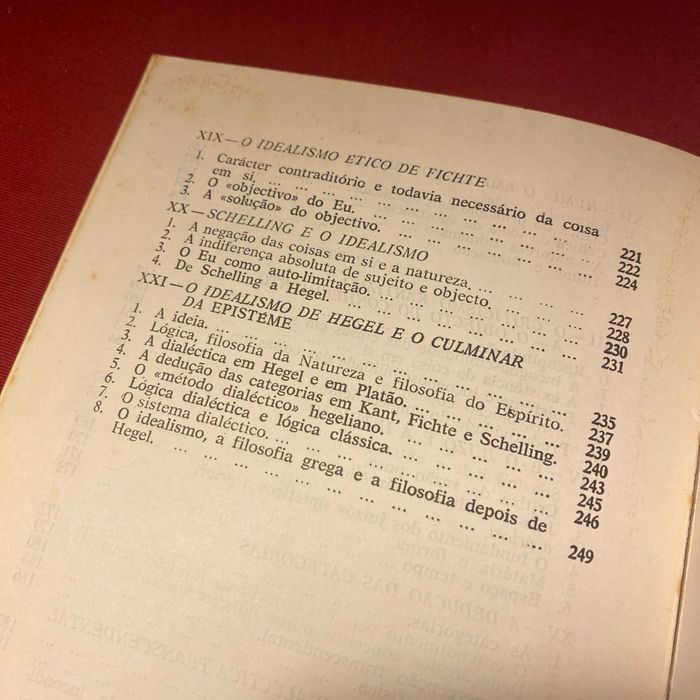 XIX — O IDEALISMO ÉTICO DE FICHTE
1. Carácter contraditório e todavia necessário da coisa
em si. ... ... ... ... ... ... ... ... ... ... 221
2. O «objectivo» do Eu. ... ... ... ... ... ... ... 222
3. A «solução» do objectivo. ... ... ... ... ... ... 224
XX — SCHELLING E O IDEALISMO
1. A negação das coisas em si e a natureza. ... ... ... ... 227
2. A indiferença absoluta de sujeito e objecto. ... ... ... 228
3. O Eu como auto-limitação. ... ... ... ... ... ... 230
4. De Schelling a Hegel. ... ... ... ... ... ... ... 231
XXI — O IDEALISMO DE HEGEL E O CULMINAR
DA EPISTÉME
1. A ideia. ... ... ... ... ... ... ... ... ... ... 235
2. Lógica, filosofia da Natureza e filosofia do Espírito. 237
3. A dialéctica em Hegel e em Platão. ... ... ... ... ... 239
4. A dedução das categorias em Kant, Fichte e Schelling. 240
5. O «método dialéctico» hegeliano. ... ... ... ... ... 243
6. Lógica dialéctica e lógica clássica. ... ... ... ... ... 245
7. O sistema dialéctico. ... ... ... ... ... ... ... ... 246
8. O idealismo, a filosofia grega e a filosofia depois de
Hegel. ... ... ... ... ... ... ... ... ... ... 249